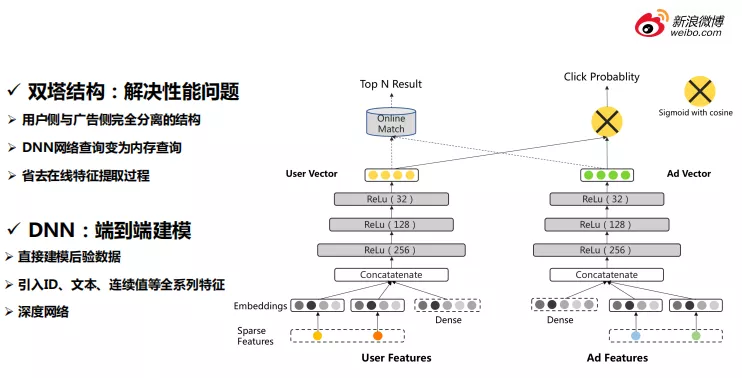 新浪微博
weibo.com
✓ 双塔结构：解决性能问题
➢ 用户侧与广告侧完全分离的结构
➢ DNN网络查询变为内存查询
➢ 省去在线特征提取过程
✓ DNN：端到端建模
➢ 直接建模后验数据
➢ 引入ID、文本、连续值等全系列特征
➢ 深度网络
Top N Result
Click Probablity
Online
Match
Sigmoid with cosine
User Vector
Ad Vector
ReLu（32）
ReLu（32）
ReLu（128）
ReLu（128）
ReLu（256）
ReLu（256）
Concatenate
Concatenate
Embeddings
Dense
Dense
Sparse
Features
User Features
Ad Features